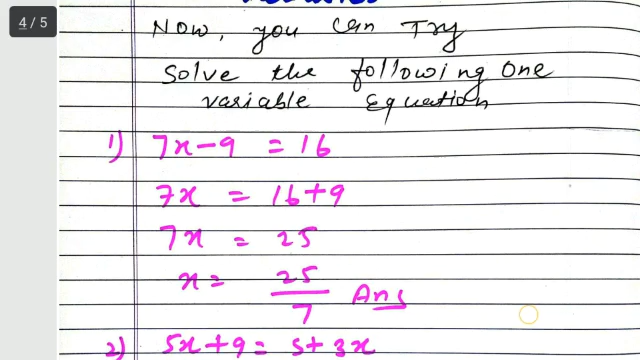 4 / 5
Now, you can Try
Solve the following One
variable Equation
1) 7x - 9 = 16
7x = 16 + 9
7x = 25
x = 25/7 Ans
2) 5x + 9 = 5 + 3x